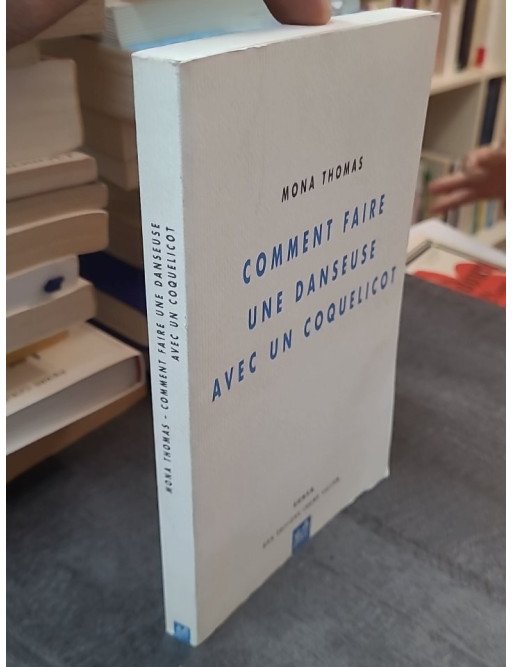 MONA THOMAS
COMMENT FAIRE
UNE DANSEUSE
AVEC UN COQUELICOT
MONA THOMAS - COMMENT FAIRE UNE DANSEUSE
AVEC UN COQUELICOT